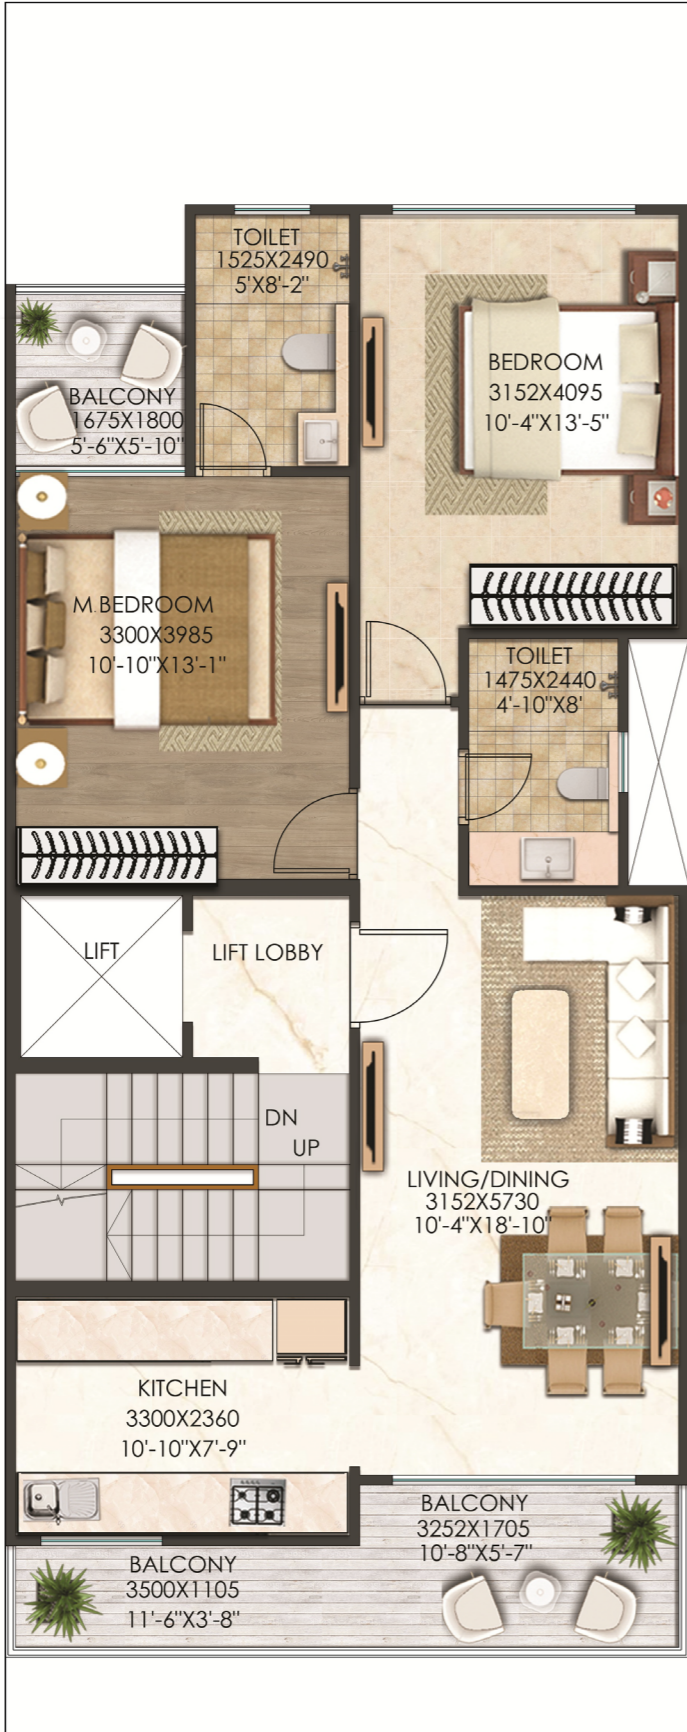 TOILET
1525X2490
5'X8'-2"
BEDROOM
3152X4095
10'-4"X13'-5"
BALCONY
1675X1800
5'-6"X5'-10"
M.BEDROOM
3300X3985
10'-10"X13'-1"
TOILET
1475X2440
4'-10"X8'
LIFT
LIFT LOBBY
DN
UP
LIVING/DINING
3152X5730
10'-4"X18'-10"
KITCHEN
3300X2360
10'-10"X7'-9"
BALCONY
3252X1705
10'-8"X5'-7"
BALCONY
3500X1105
11'-6"X3'-8"